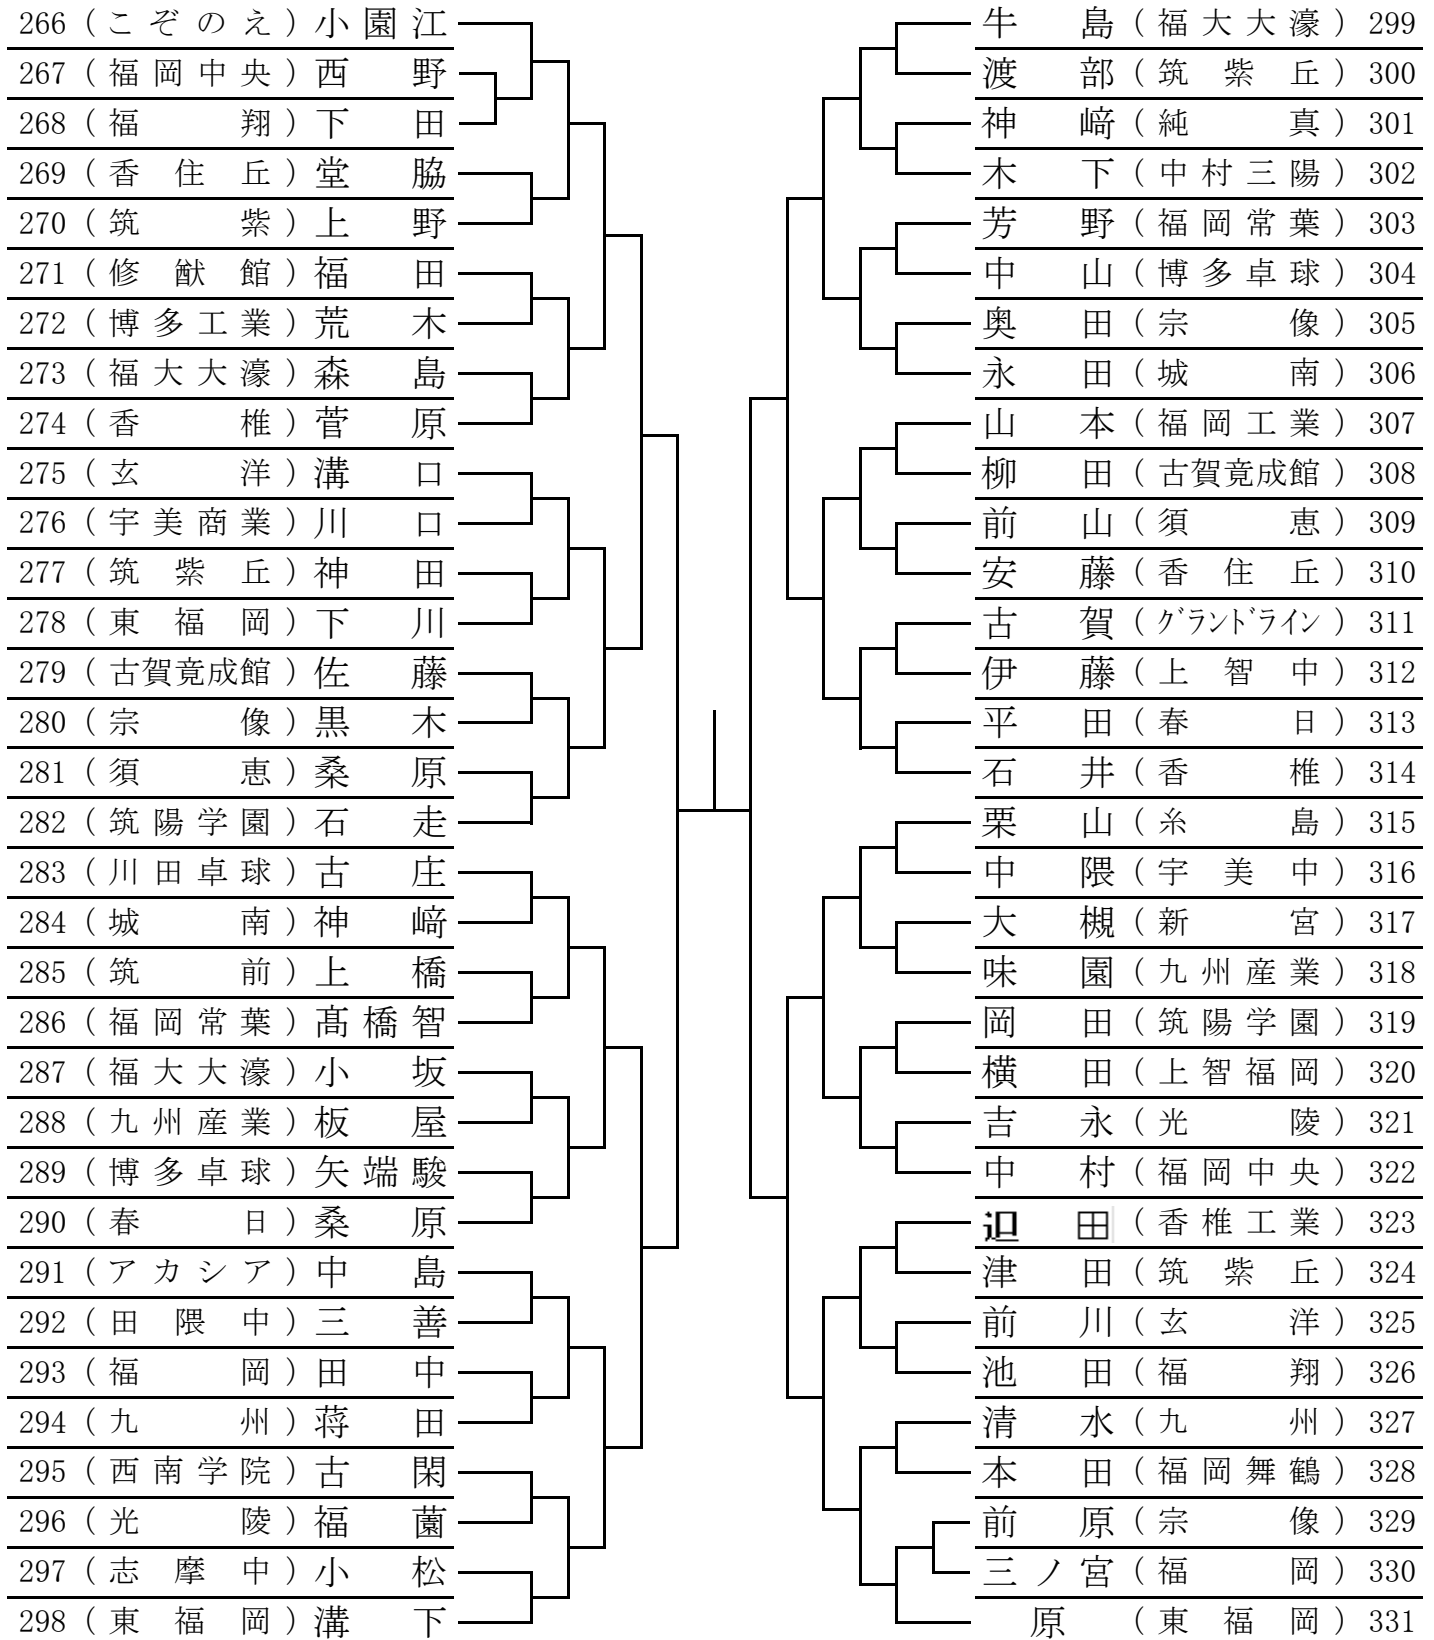 266 (こぞのえ) 小園江
267 (福岡中央) 西野
268 (福翔) 下田
269 (香住丘) 堂脇
270 (筑紫) 上野
271 (修猷館) 福田
272 (博多工業) 荒木
273 (福大大濠) 森島
274 (香椎) 菅原
275 (玄洋) 溝口
276 (宇美商業) 川口
277 (筑紫丘) 神田
278 (東福岡) 下川
279 (古賀竟成館) 佐藤
280 (宗像) 黒木
281 (須恵) 桑原
282 (筑陽学園) 石走
283 (川田卓球) 古庄
284 (城南) 神﨑
285 (筑前) 上橋
286 (福岡常葉) 髙橋智
287 (福大大濠) 小坂
288 (九州産業) 板屋
289 (博多卓球) 矢端駿
290 (春日) 桑原
291 (アカシア) 中島
292 (田隈中) 三善
293 (福岡) 田中
294 (九州) 蒋田
295 (西南学院) 古閑
296 (光陵) 福薗
297 (志摩中) 小松
298 (東福岡) 溝下
牛島 (福大大濠) 299
渡部 (筑紫丘) 300
神﨑 (純真) 301
木下 (中村三陽) 302
芳野 (福岡常葉) 303
中山 (博多卓球) 304
奥田 (宗像) 305
永田 (城南) 306
山本 (福岡工業) 307
柳田 (古賀竟成館) 308
前山 (須恵) 309
安藤 (香住丘) 310
古賀 (グランドライン) 311
伊藤 (上智中) 312
平田 (春日) 313
石井 (香椎) 314
栗山 (糸島) 315
中隈 (宇美中) 316
大槻 (新宮) 317
味園 (九州産業) 318
岡田 (筑陽学園) 319
横田 (上智福岡) 320
吉永 (光陵) 321
中村 (福岡中央) 322
𨑕田 (香椎工業) 323
津田 (筑紫丘) 324
前川 (玄洋) 325
池田 (福翔) 326
清水 (九州) 327
本田 (福岡舞鶴) 328
前原 (宗像) 329
三ノ宮 (福岡) 330
原 (東福岡) 331